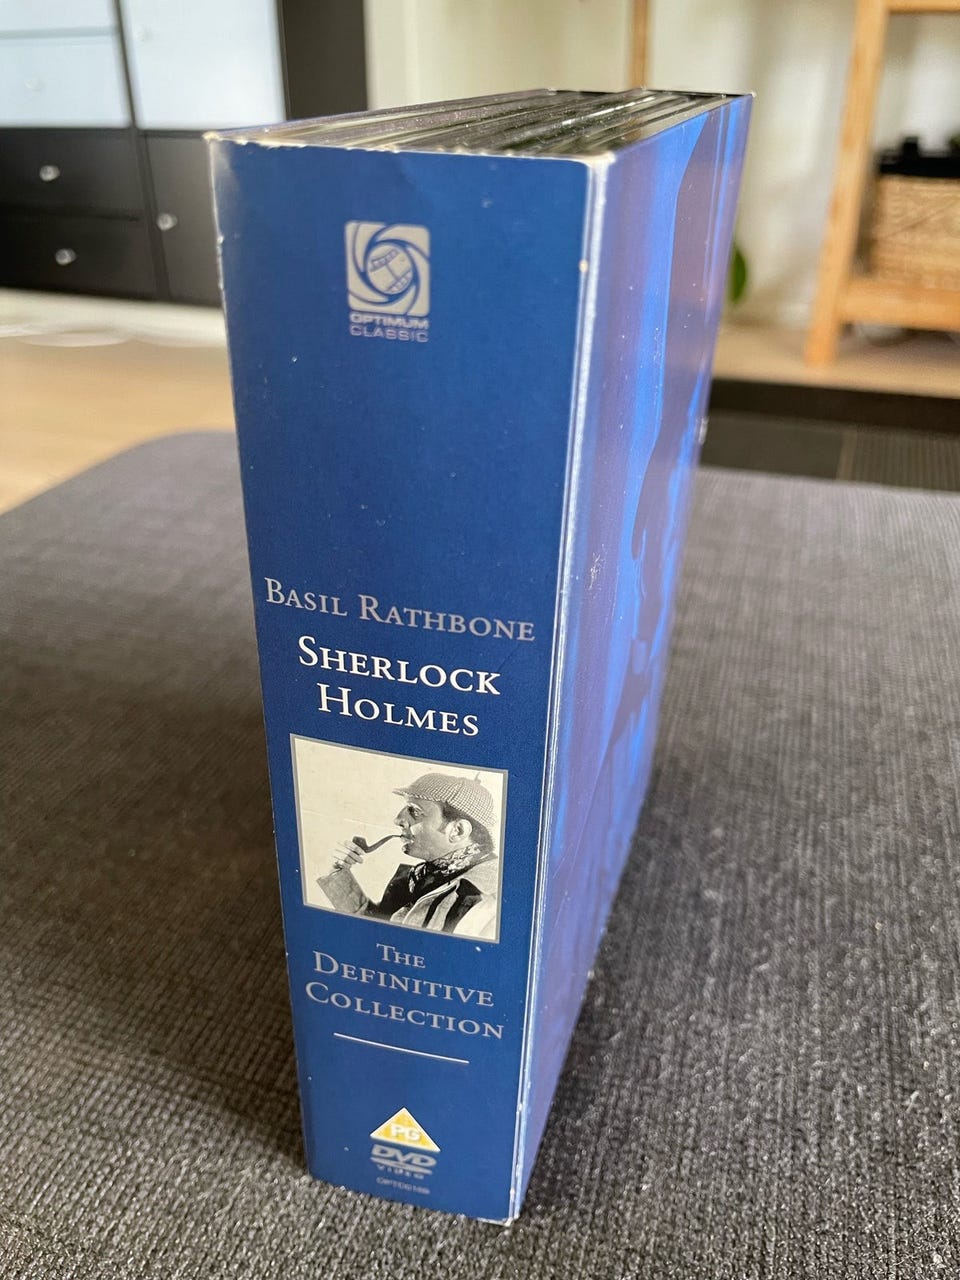 OPTIMUM
CLASSIC
BASIL RATHBONE
SHERLOCK
HOLMES
THE
DEFINITIVE
COLLECTION
PG
DVD
VIDEO